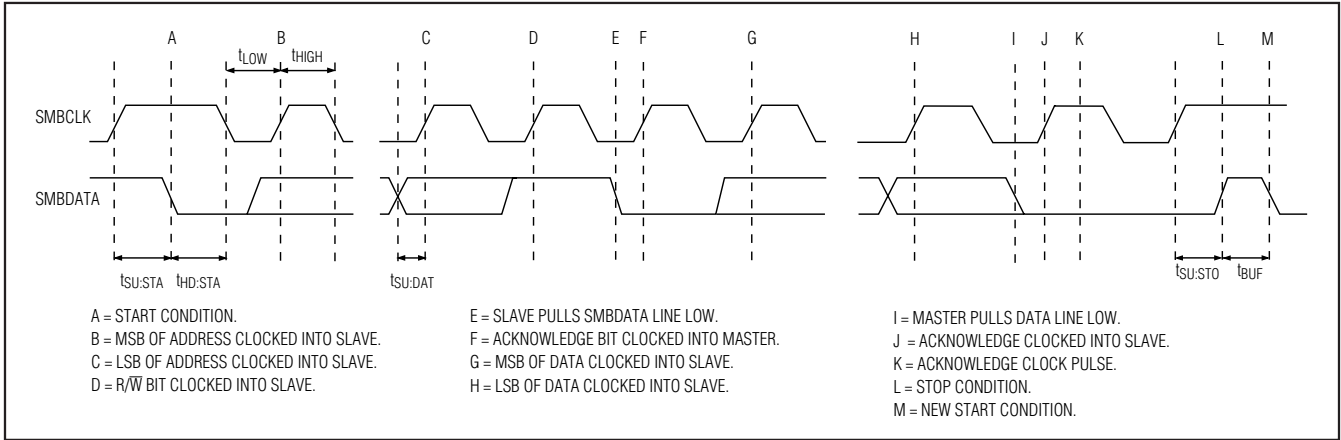 A B C D E F G H I J K L M
tLOW tHIGH
SMBCLK
SMBDATA
tSU:STA tHD:STA tSU:DAT tSU:STO tBUF
A = START CONDITION.
B = MSB OF ADDRESS CLOCKED INTO SLAVE.
C = LSB OF ADDRESS CLOCKED INTO SLAVE.
D = R/W̅ BIT CLOCKED INTO SLAVE.
E = SLAVE PULLS SMBDATA LINE LOW.
F = ACKNOWLEDGE BIT CLOCKED INTO MASTER.
G = MSB OF DATA CLOCKED INTO SLAVE.
H = LSB OF DATA CLOCKED INTO SLAVE.
I = MASTER PULLS DATA LINE LOW.
J = ACKNOWLEDGE CLOCKED INTO SLAVE.
K = ACKNOWLEDGE CLOCK PULSE.
L = STOP CONDITION.
M = NEW START CONDITION.